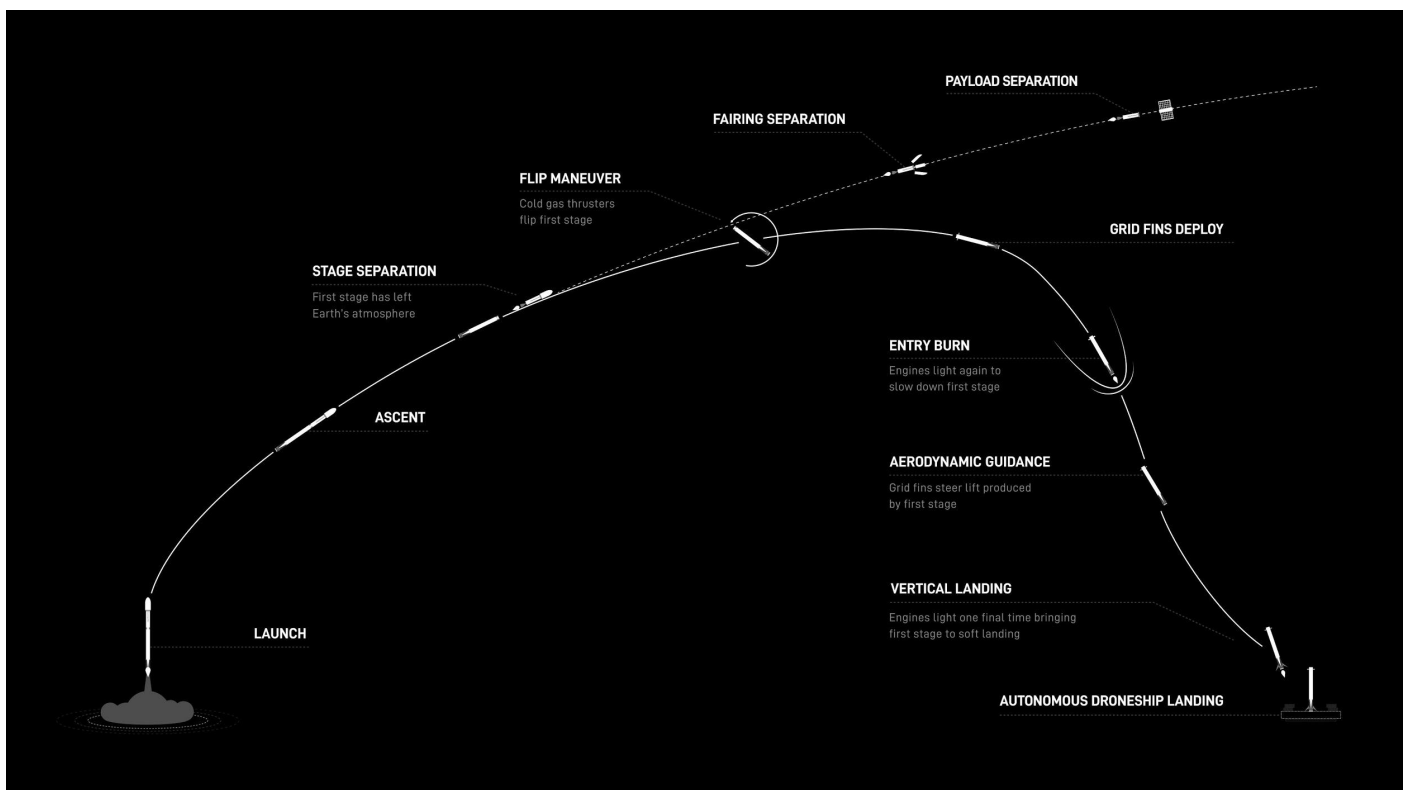 PAYLOAD SEPARATION
FAIRING SEPARATION
FLIP MANEUVER
Cold gas thrusters
flip first stage
GRID FINS DEPLOY
STAGE SEPARATION
First stage has left
Earth's atmosphere
ENTRY BURN
Engines light again to
slow down first stage
ASCENT
AERODYNAMIC GUIDANCE
Grid fins steer lift produced
by first stage
VERTICAL LANDING
Engines light one final time bringing
first stage to soft landing
LAUNCH
AUTONOMOUS DRONESHIP LANDING